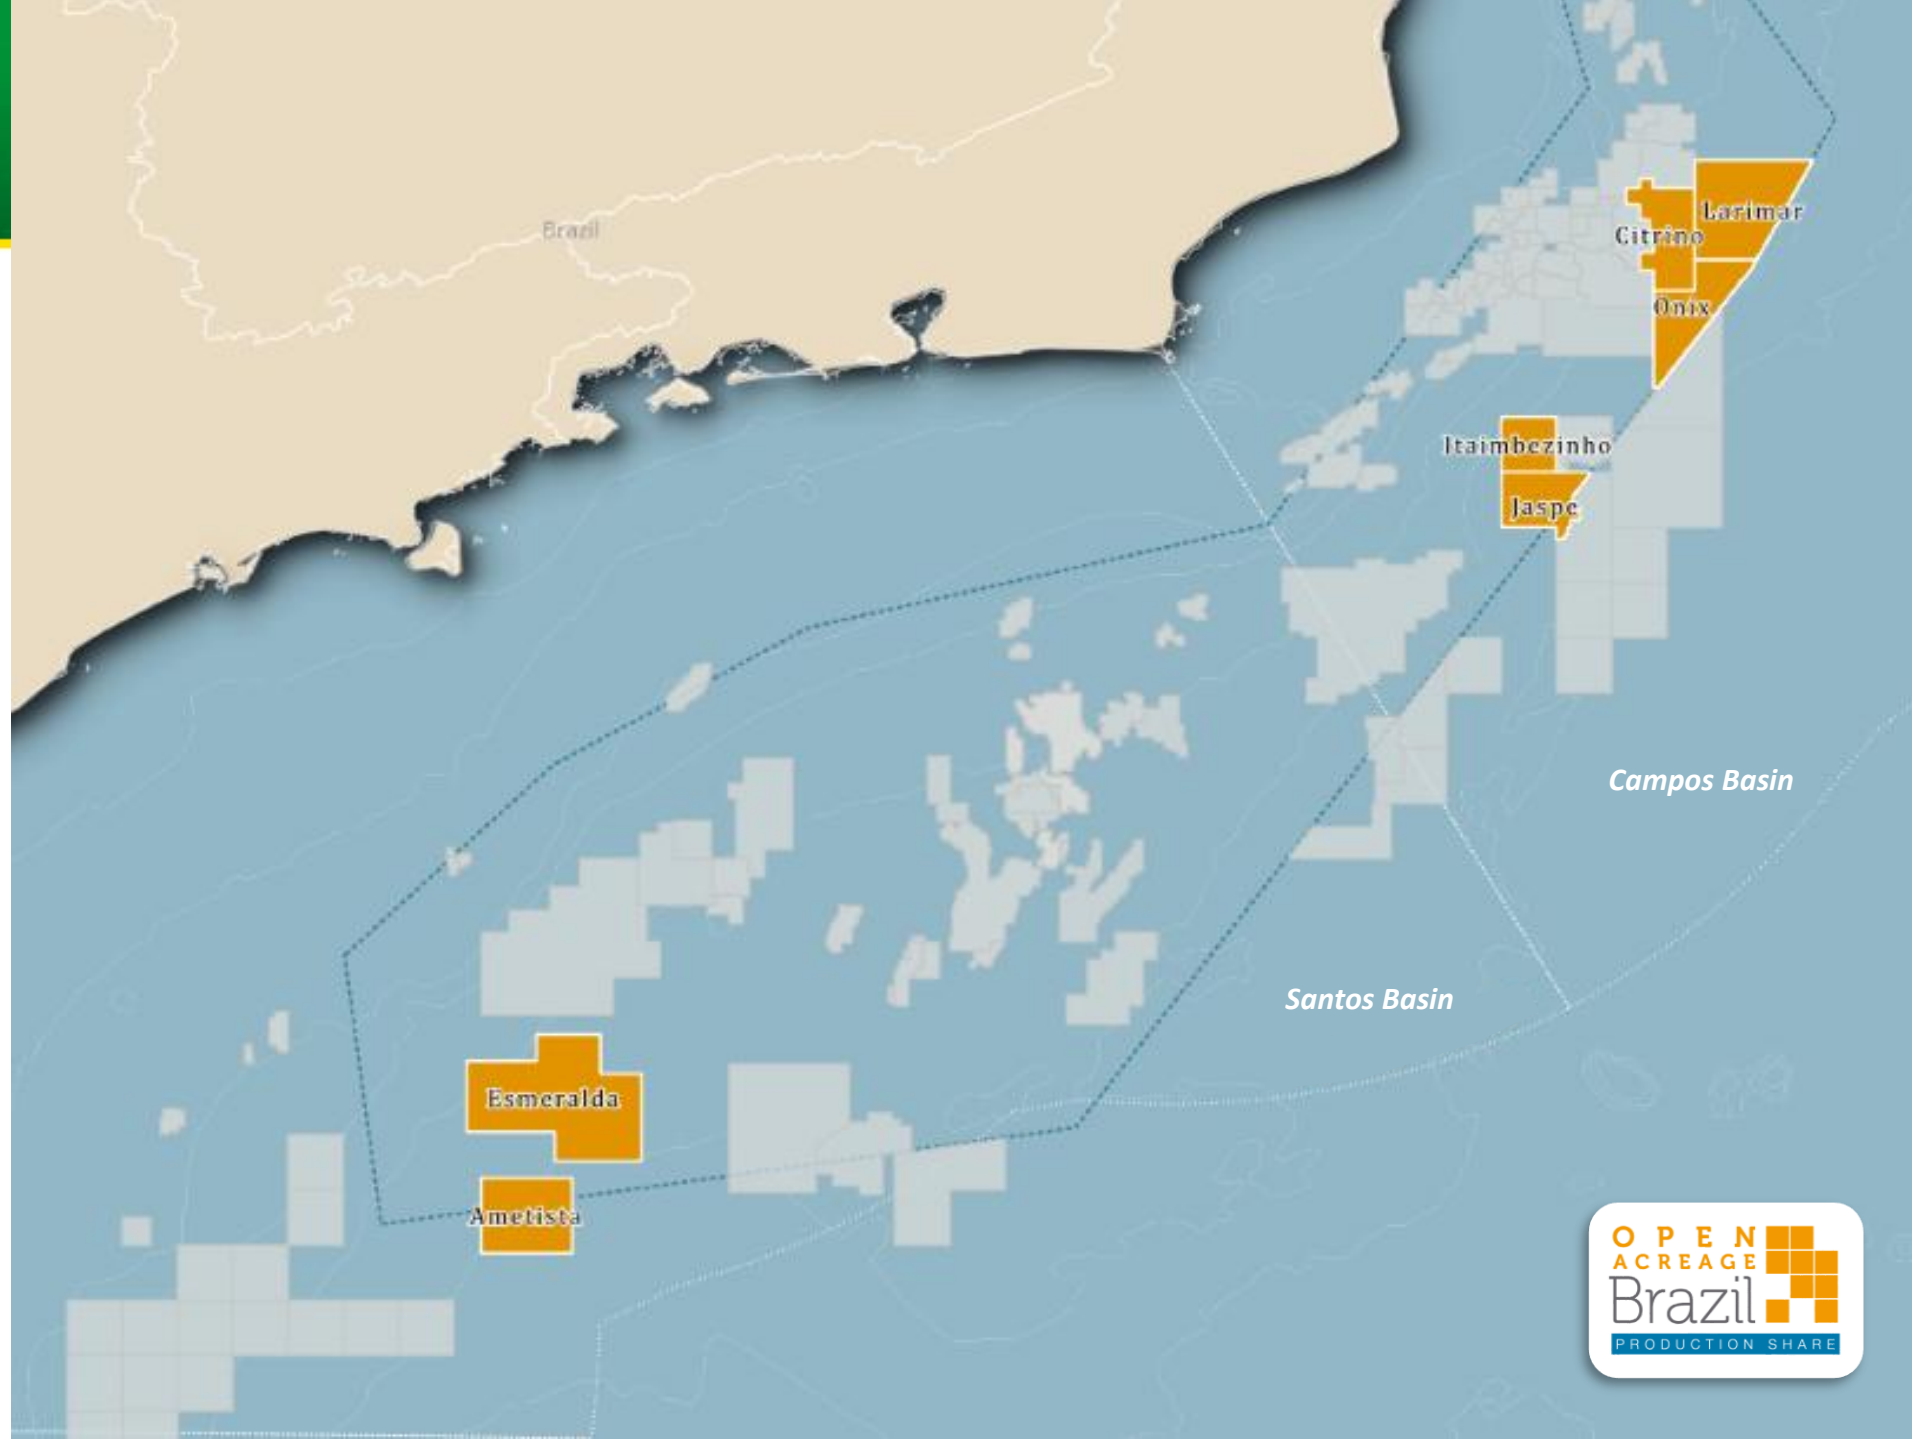 Brazil
Larimar
Citrino
Onix
Itaimbezinho
Jaspe
Campos Basin
Santos Basin
Esmeralda
Ametista
OPEN
ACREAGE
Brazil
PRODUCTION SHARE